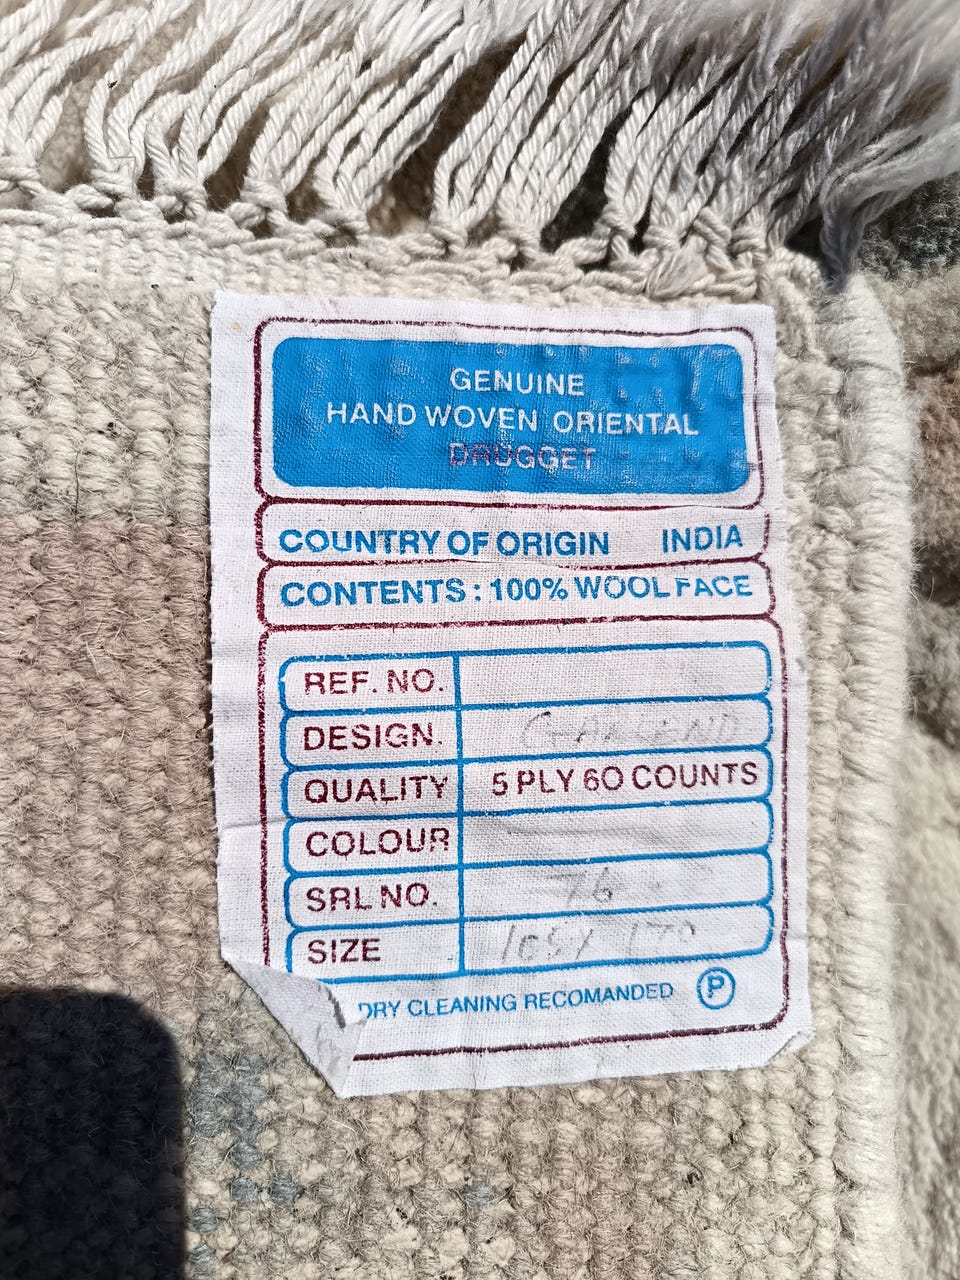 GENUINE
HAND WOVEN ORIENTAL
DRUGGET
COUNTRY OF ORIGIN INDIA
CONTENTS : 100% WOOL FACE
REF. NO.
DESIGN.
QUALITY 5 PLY 60 COUNTS
COLOUR
SRL NO. 76
SIZE
DRY CLEANING RECOMANDED P